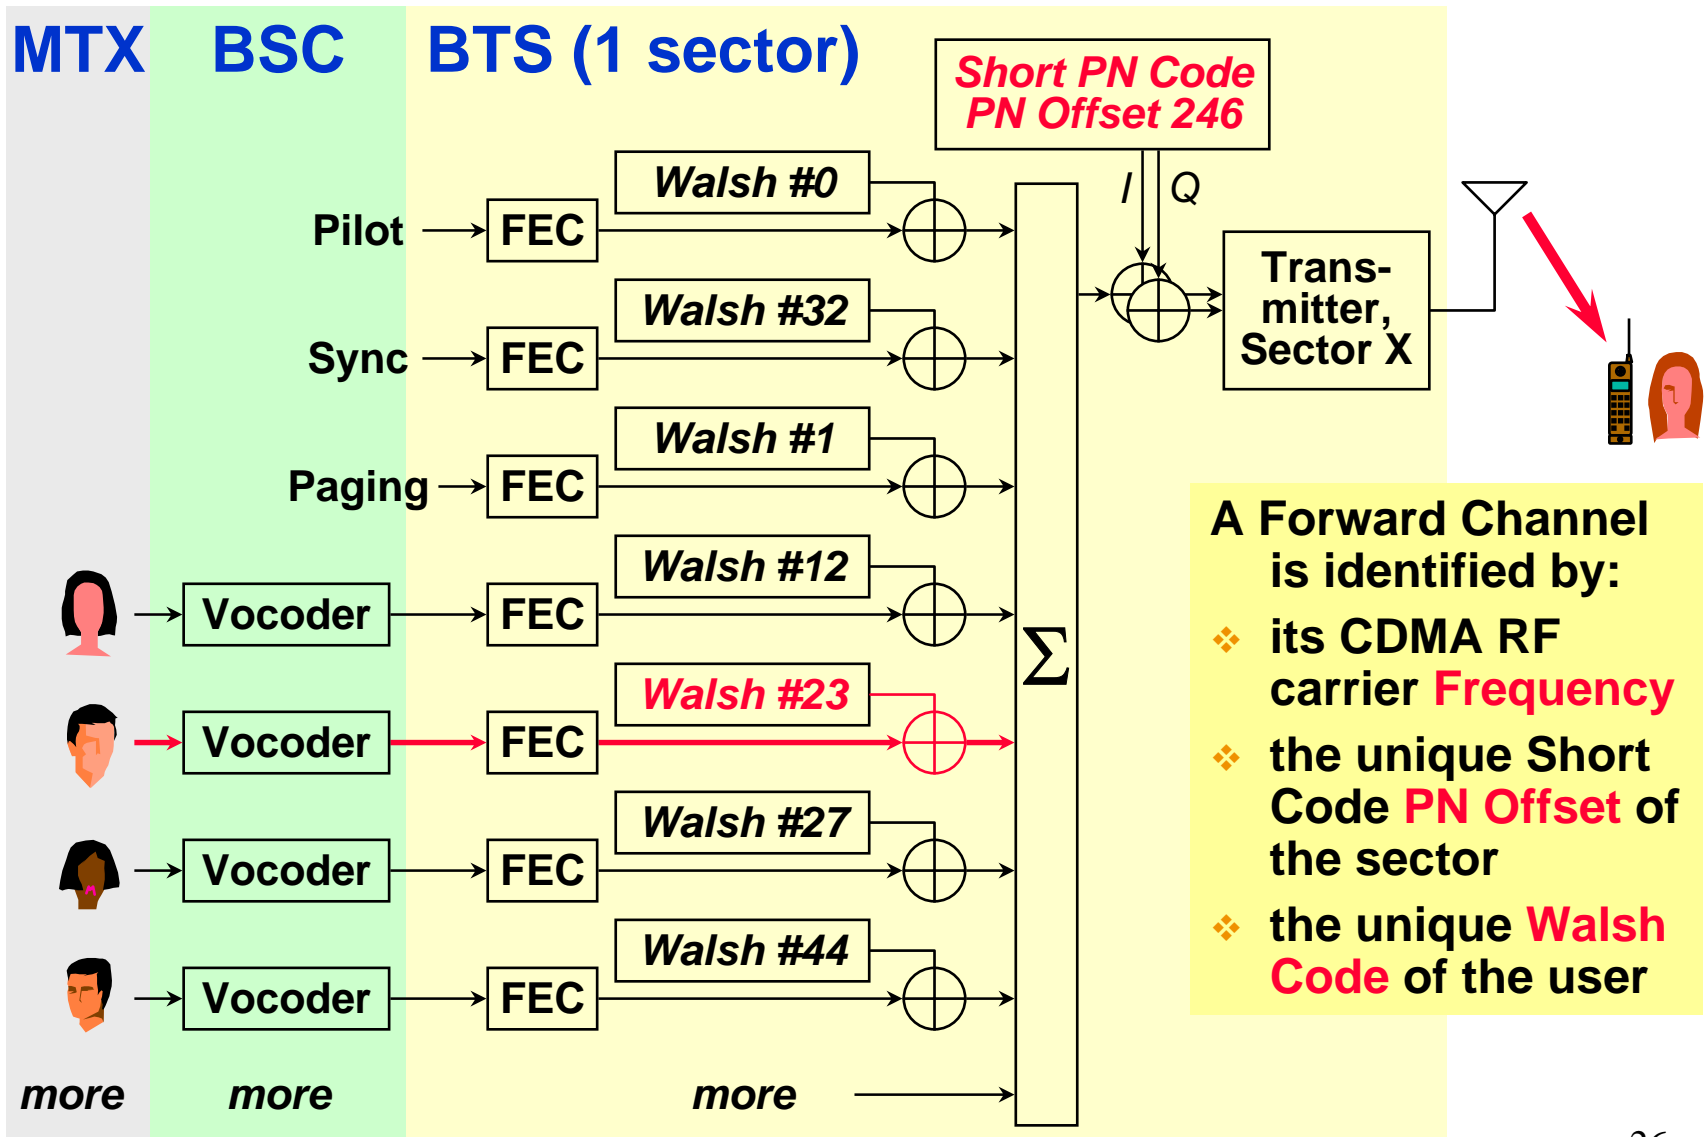 MTX
BSC
BTS (1 sector)
Short PN Code
PN Offset 246
I
Q
Walsh #0
Pilot
FEC
Walsh #32
Sync
FEC
Walsh #1
Paging
FEC
Walsh #12
Vocoder
FEC
Walsh #23
Vocoder
FEC
Walsh #27
Vocoder
FEC
Walsh #44
Vocoder
FEC
more
more
more
Σ
Trans-
mitter,
Sector X
A Forward Channel
is identified by:
❖ its CDMA RF
carrier Frequency
❖ the unique Short
Code PN Offset of
the sector
❖ the unique Walsh
Code of the user